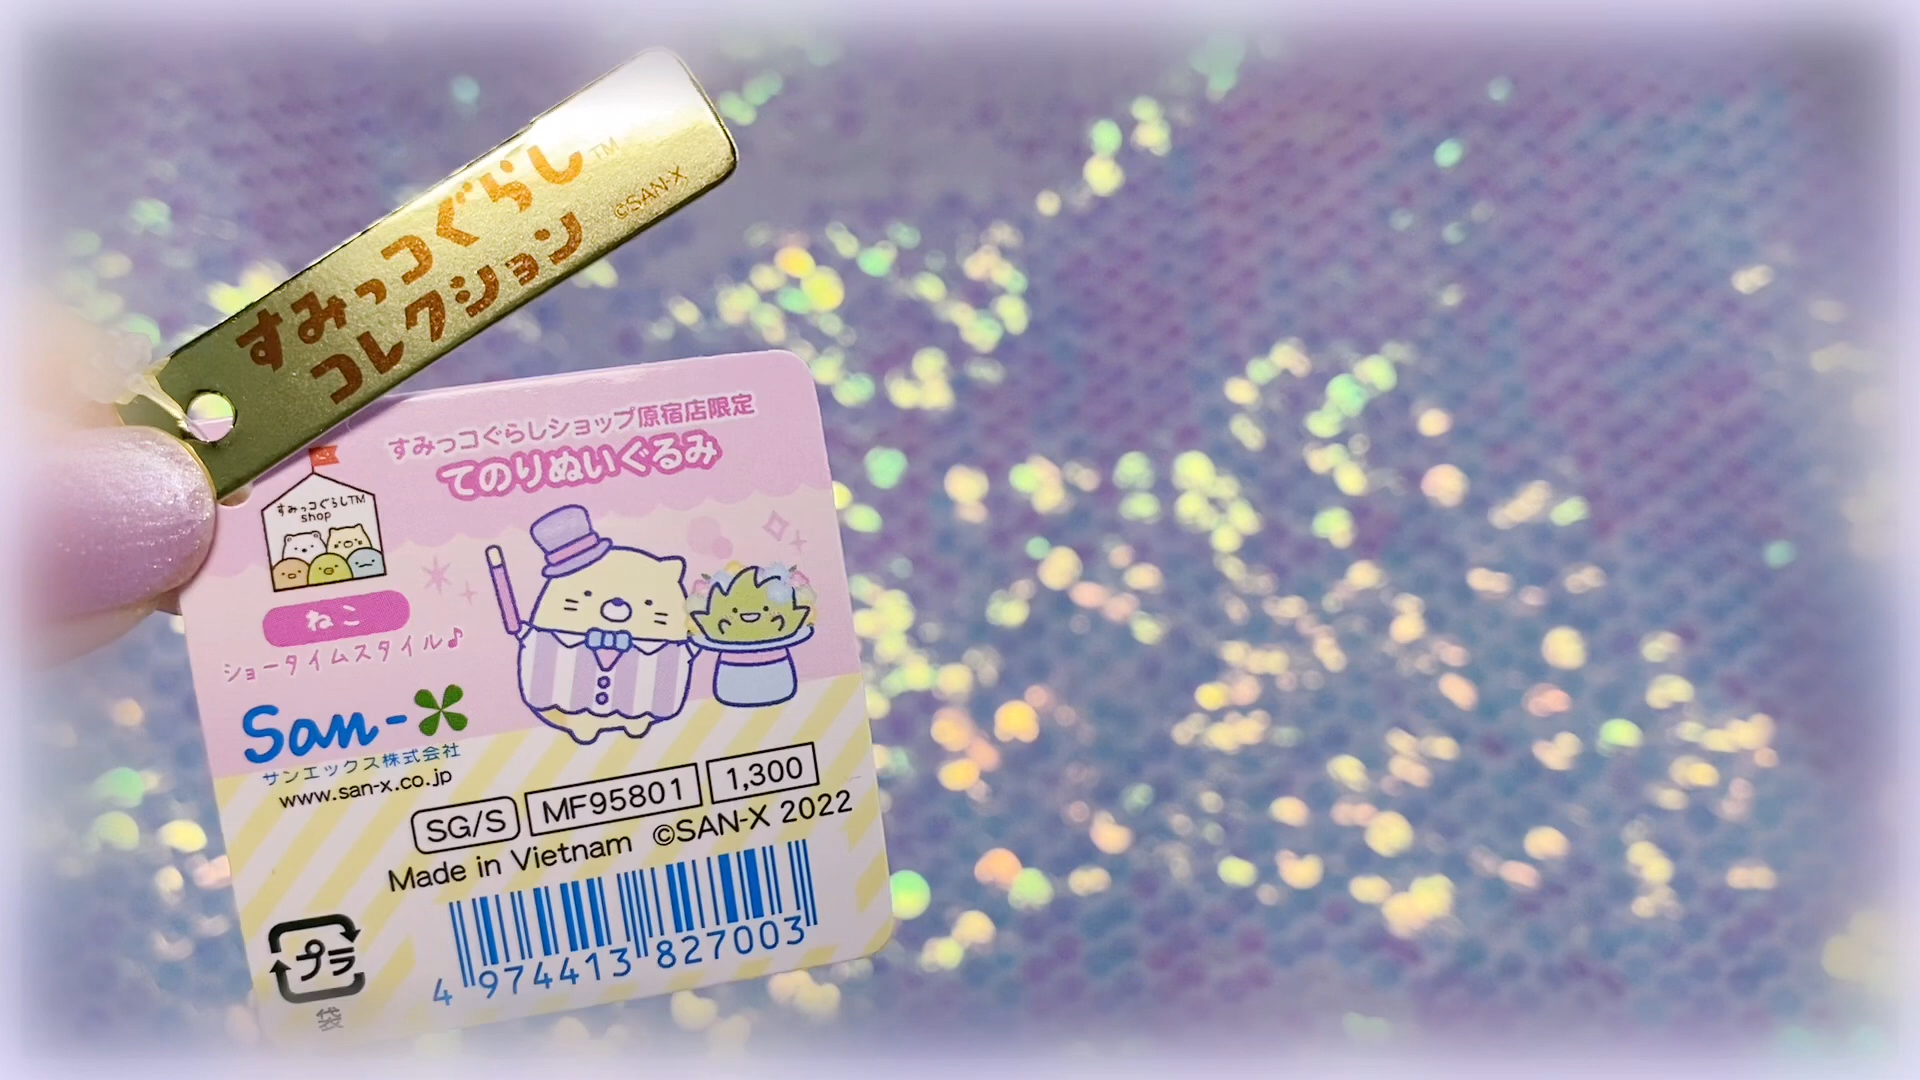 すみっコぐらし™
コレクション
©SAN-X
すみっコぐらしショップ原宿店限定
てのりぬいぐるみ
すみっコぐらしTM
shop
ねこ
ショータイムスタイル♪
San-X
サンエックス株式会社
www.san-x.co.jp
SG/S MF95801 1,300
Made in Vietnam ©SAN-X 2022
4 974413 827003
プラ
袋